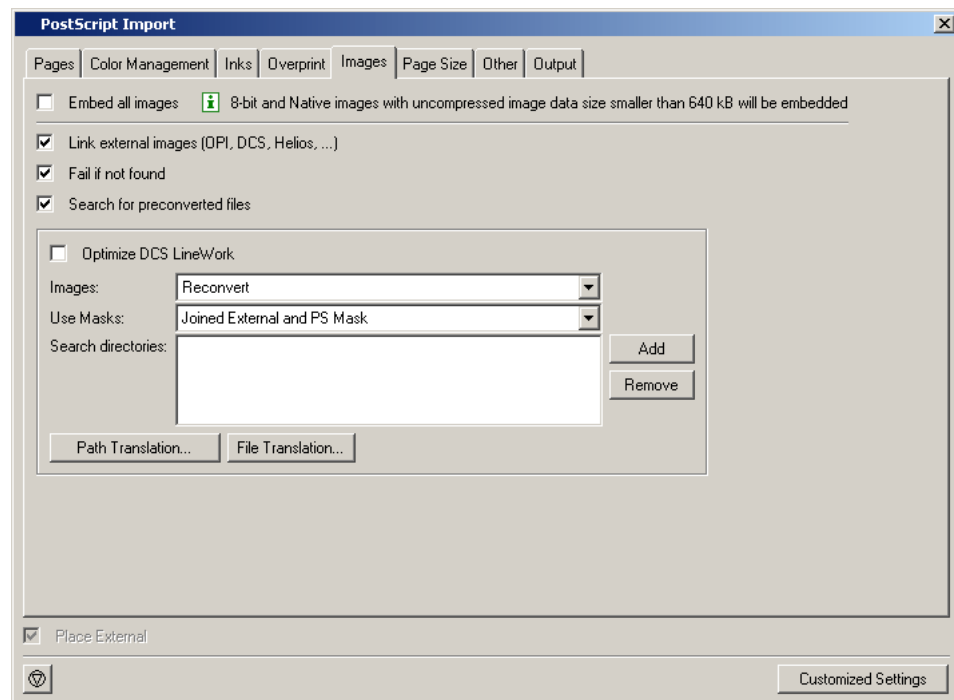 PostScript Import
Pages Color Management Inks Overprint Images Page Size Other Output
Embed all images i 8-bit and Native images with uncompressed image data size smaller than 640 kB will be embedded
Link external images (OPI, DCS, Helios, ...)
Fail if not found
Search for preconverted files
Optimize DCS LineWork
Images: Reconvert
Use Masks: Joined External and PS Mask
Search directories: Add
Remove
Path Translation... File Translation...
Place External
Customized Settings